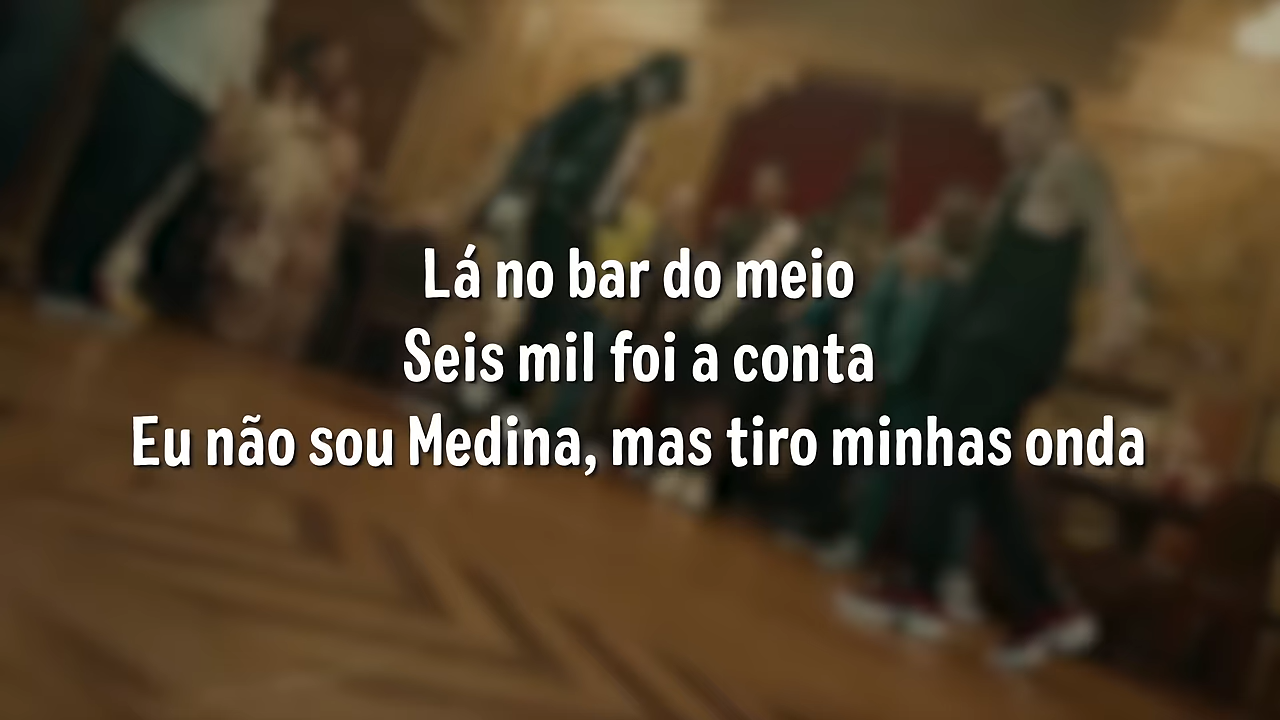 Lá no bar do meio
Seis mil foi a conta
Eu não sou Medina, mas tiro minhas onda